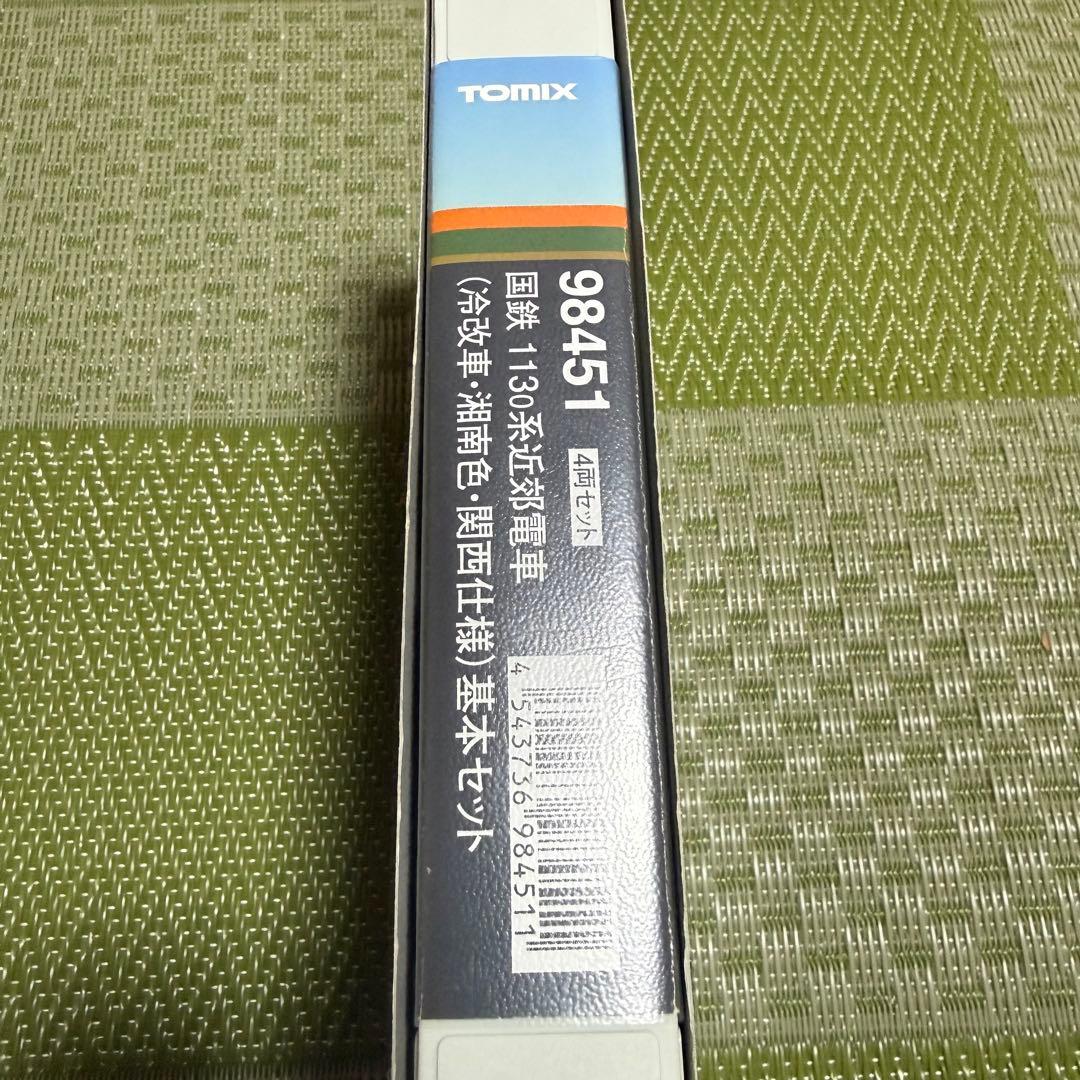 TOMIX
98451
4両セット
国鉄 1130系近郊電車
(冷改車・湘南色・関西仕様)基本セット
4 543736 984511